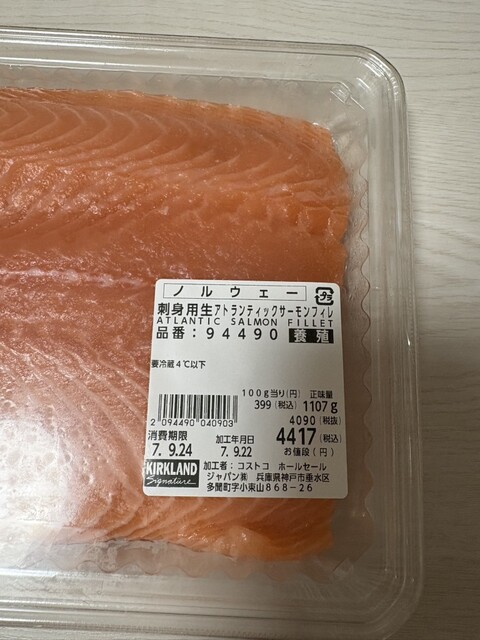 ノルウェー
プラ
刺身用生アトランティックサーモンフィレ
ATLANTIC SALMON FILLET
品番:94490 養殖
要冷蔵4℃以下
100g当り(円) 正味量
399(税込) 1107g
4090(税抜)
2 094490 040903
4417(税込)
消費期限 加工年月日
7. 9.24 7. 9.22 お値段(円)
KIRKLAND
Signature
加工者:コストコ ホールセール
ジャパン㈱ 兵庫県神戸市垂水区
多聞町字小束山868-26